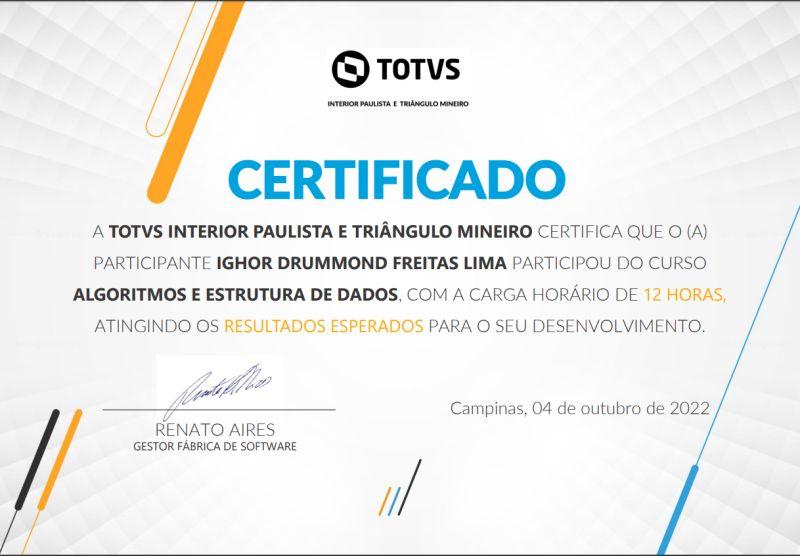 TOTVS
INTERIOR PAULISTA E TRIÂNGULO MINEIRO
CERTIFICADO
A TOTVS INTERIOR PAULISTA E TRIÂNGULO MINEIRO CERTIFICA QUE O (A)
PARTICIPANTE IGHOR DRUMMOND FREITAS LIMA PARTICIPOU DO CURSO
ALGORITMOS E ESTRUTURA DE DADOS, COM A CARGA HORÁRIO DE 12 HORAS,
ATINGINDO OS RESULTADOS ESPERADOS PARA O SEU DESENVOLVIMENTO.
RENATO AIRES
GESTOR FÁBRICA DE SOFTWARE
Campinas, 04 de outubro de 2022